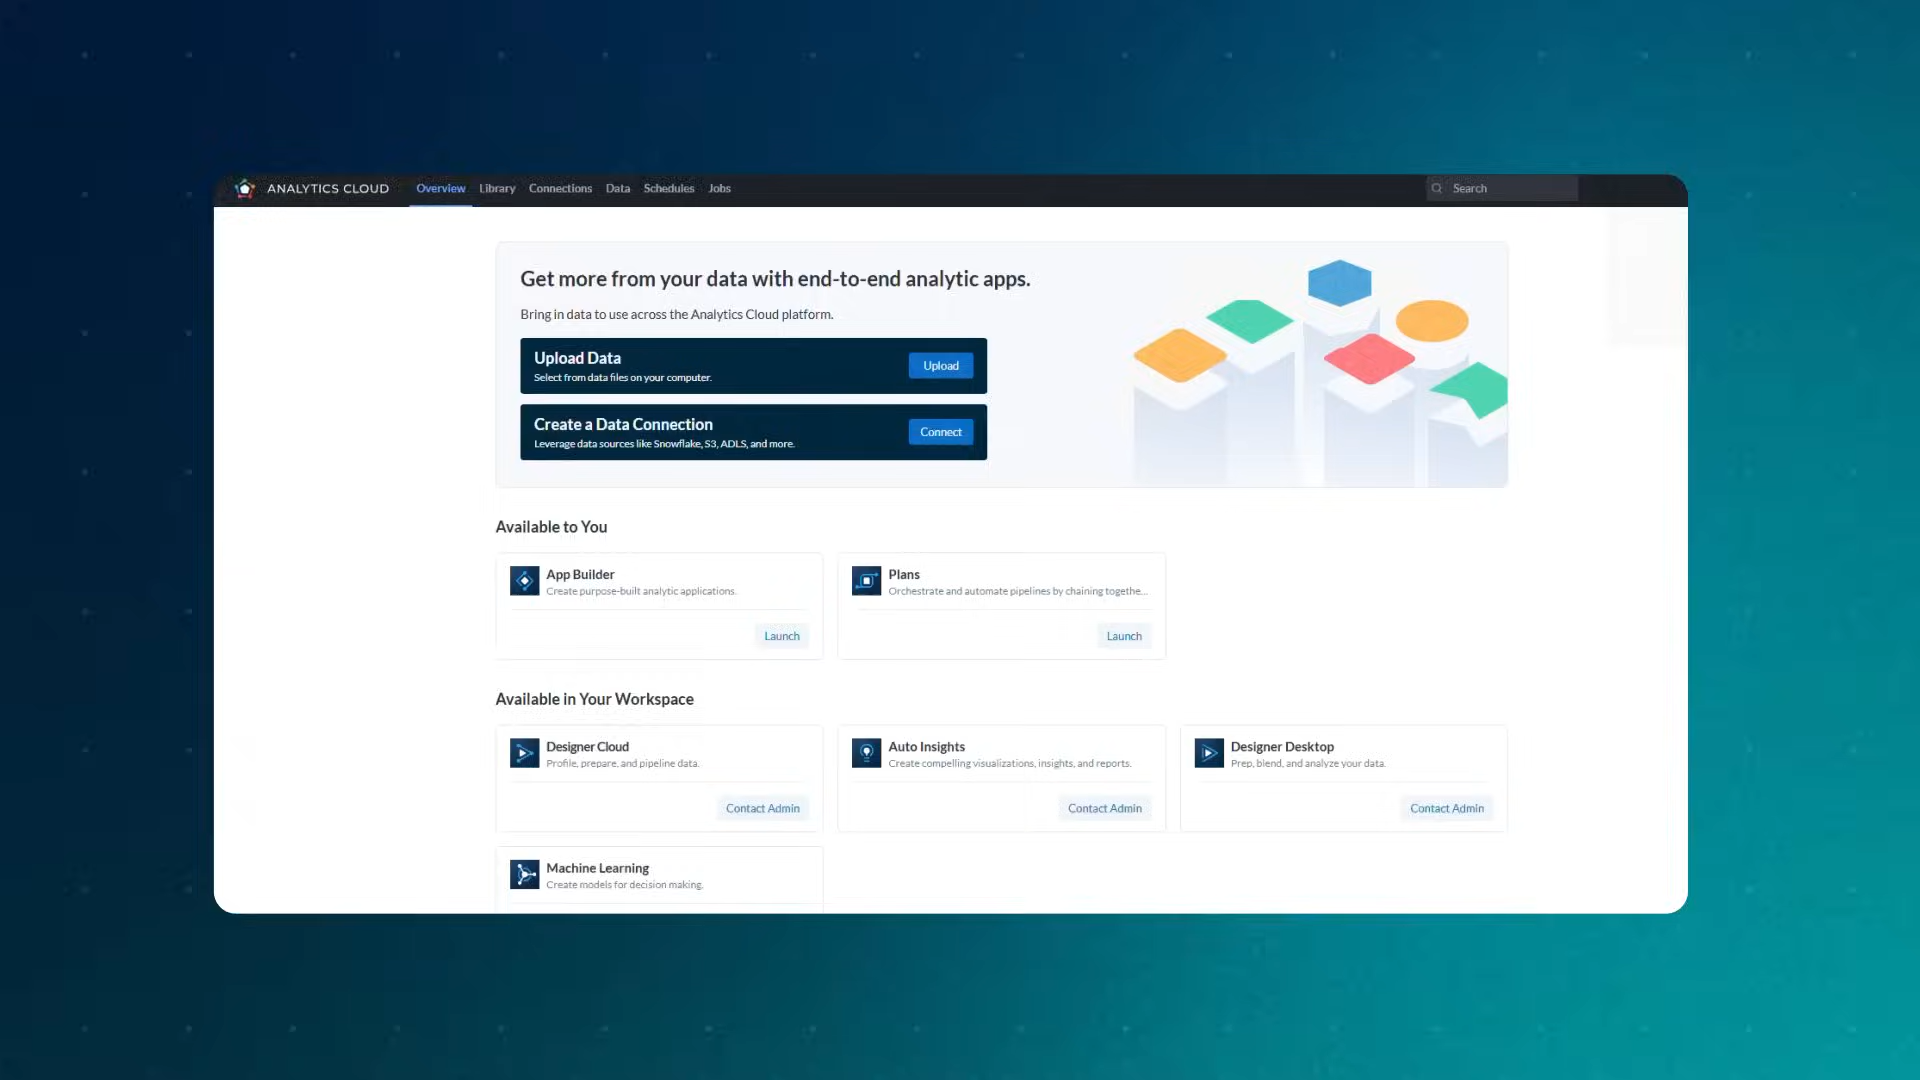 ANALYTICS CLOUD
Overview
Library
Connections
Data
Schedules
Jobs
Search
Get more from your data with end-to-end analytic apps.
Bring in data to use across the Analytics Cloud platform.
Upload Data
Select from data files on your computer.
Upload
Create a Data Connection
Leverage data sources like Snowflake, S3, ADLS, and more.
Connect
Available to You
App Builder
Create purpose-built analytic applications.
Launch
Plans
Orchestrate and automate pipelines by chaining togethe...
Launch
Available in Your Workspace
Designer Cloud
Profile, prepare, and pipeline data.
Contact Admin
Auto Insights
Create compelling visualizations, insights, and reports.
Contact Admin
Designer Desktop
Prep, blend, and analyze your data.
Contact Admin
Machine Learning
Create models for decision making.